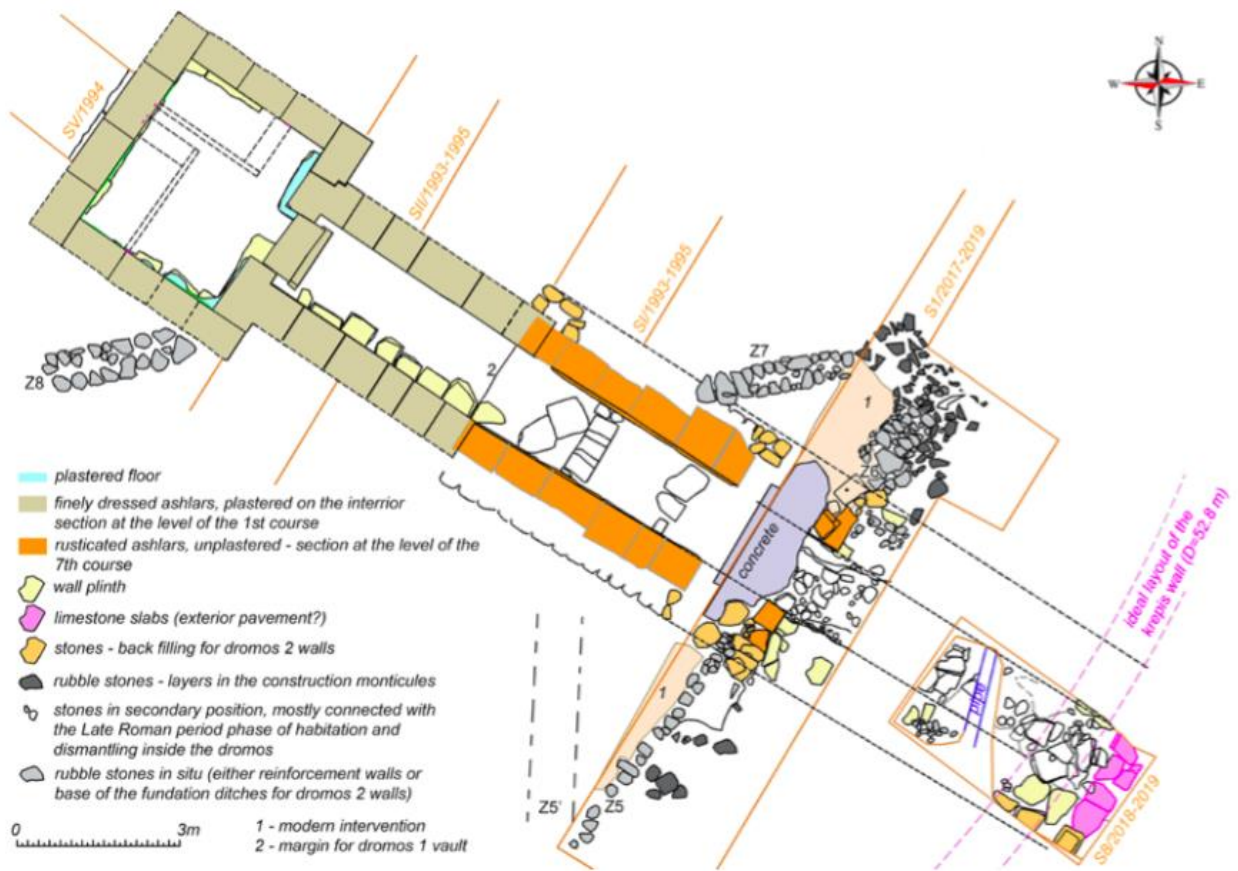 N
W
E
S
SV/1994
SII/1993-1995
SI/1993-1995
S1/2017-2019
Z8
Z7
2
1
concrete
ideal layout of the
krepis wall (D=52.8 m)
pipe
1
Z5'
Z5
S8/2018-2019
plastered floor
finely dressed ashlars, plastered on the interrior
section at the level of the 1st course
rusticated ashlars, unplastered - section at the level of the
7th course
wall plinth
limestone slabs (exterior pavement?)
stones - back filling for dromos 2 walls
rubble stones - layers in the construction monticules
stones in secondary position, mostly connected with
the Late Roman period phase of habitation and
dismantling inside the dromos
rubble stones in situ (either reinforcement walls or
base of the fundation ditches for dromos 2 walls)
0
3m
1 - modern intervention
2 - margin for dromos 1 vault